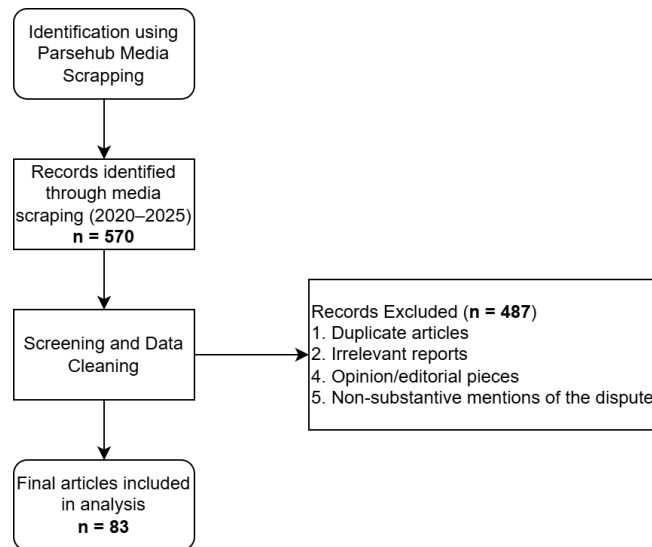 Identification using
Parsehub Media
Scrapping
Records identified
through media
scraping (2020–2025)
n = 570
Screening and Data
Cleaning
Records Excluded (n = 487)
1. Duplicate articles
2. Irrelevant reports
4. Opinion/editorial pieces
5. Non-substantive mentions of the dispute
Final articles included
in analysis
n = 83